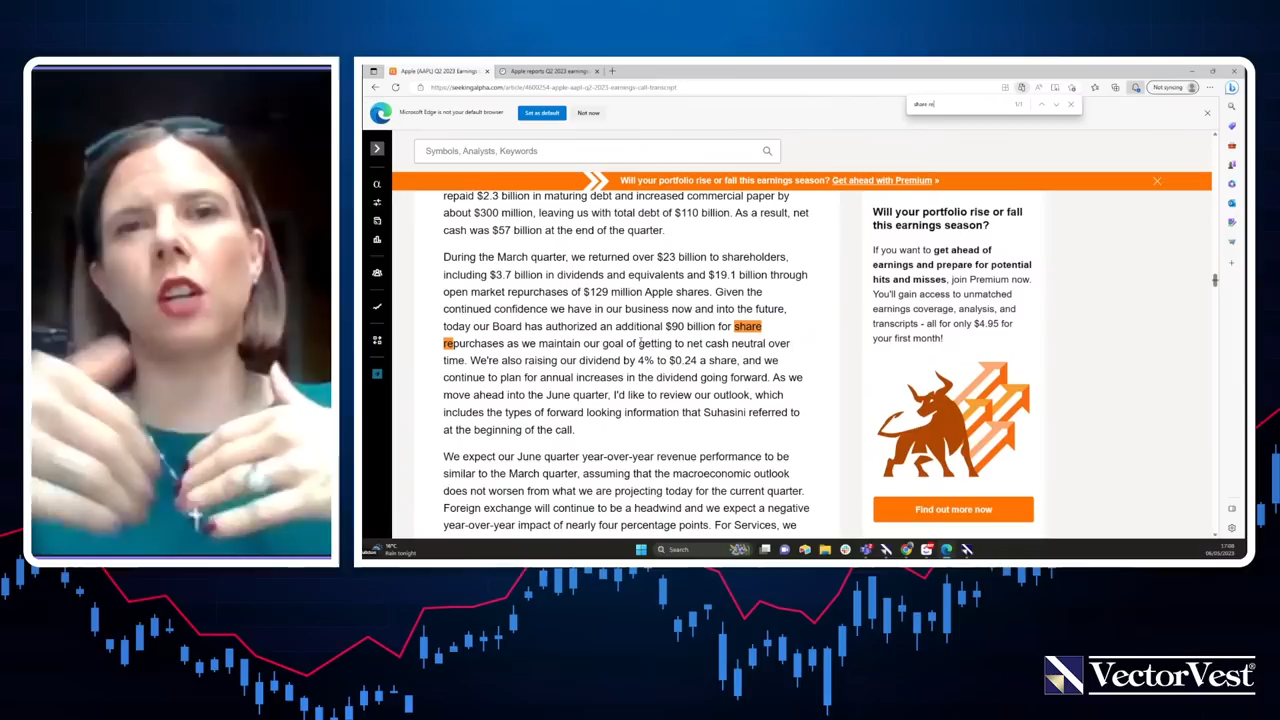 Apple (AAPL) Q2 2023 Earnings
Apple reports Q2 2023 earnings
https://seekingalpha.com/article/4600254-apple-aapl-q2-2023-earnings-call-transcript
Not syncing
share re
1/1
Microsoft Edge is not your default browser
Set as default
Not now
Symbols, Analysts, Keywords
Will your portfolio rise or fall this earnings season? Get ahead with Premium »
repaid $2.3 billion in maturing debt and increased commercial paper by
about $300 million, leaving us with total debt of $110 billion. As a result, net
cash was $57 billion at the end of the quarter.
During the March quarter, we returned over $23 billion to shareholders,
including $3.7 billion in dividends and equivalents and $19.1 billion through
open market repurchases of $129 million Apple shares. Given the
continued confidence we have in our business now and into the future,
today our Board has authorized an additional $90 billion for share
repurchases as we maintain our goal of getting to net cash neutral over
time. We're also raising our dividend by 4% to $0.24 a share, and we
continue to plan for annual increases in the dividend going forward. As we
move ahead into the June quarter, I'd like to review our outlook, which
includes the types of forward looking information that Suhasini referred to
at the beginning of the call.
We expect our June quarter year-over-year revenue performance to be
similar to the March quarter, assuming that the macroeconomic outlook
does not worsen from what we are projecting today for the current quarter.
Foreign exchange will continue to be a headwind and we expect a negative
year-over-year impact of nearly four percentage points. For Services, we
Will your portfolio rise or fall
this earnings season?
If you want to get ahead of
earnings and prepare for potential
hits and misses, join Premium now.
You'll gain access to unmatched
earnings coverage, analysis, and
transcripts - all for only $4.95 for
your first month!
Find out more now
16°C
Rain tonight
Search
17:08
06/05/2023
VectorVest®